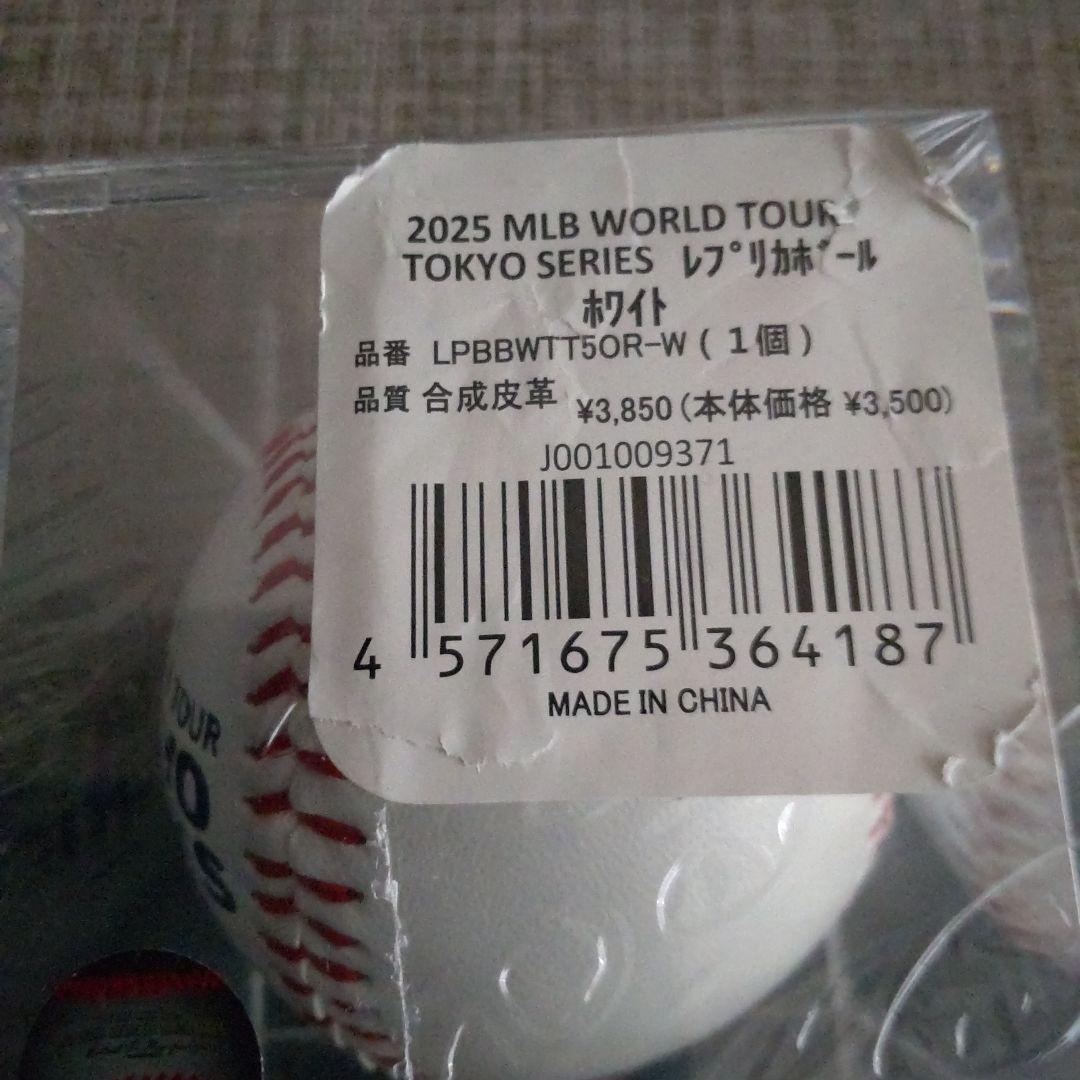 2025 MLB WORLD TOUR
TOKYO SERIES ﾚﾌﾟﾘｶﾎﾞｰﾙ
ﾎﾜｲﾄ
品番 LPBBWTT5OR-W(1個)
品質 合成皮革 ¥3,850(本体価格 ¥3,500)
J001009371
4 571675 364187
MADE IN CHINA
TOUR